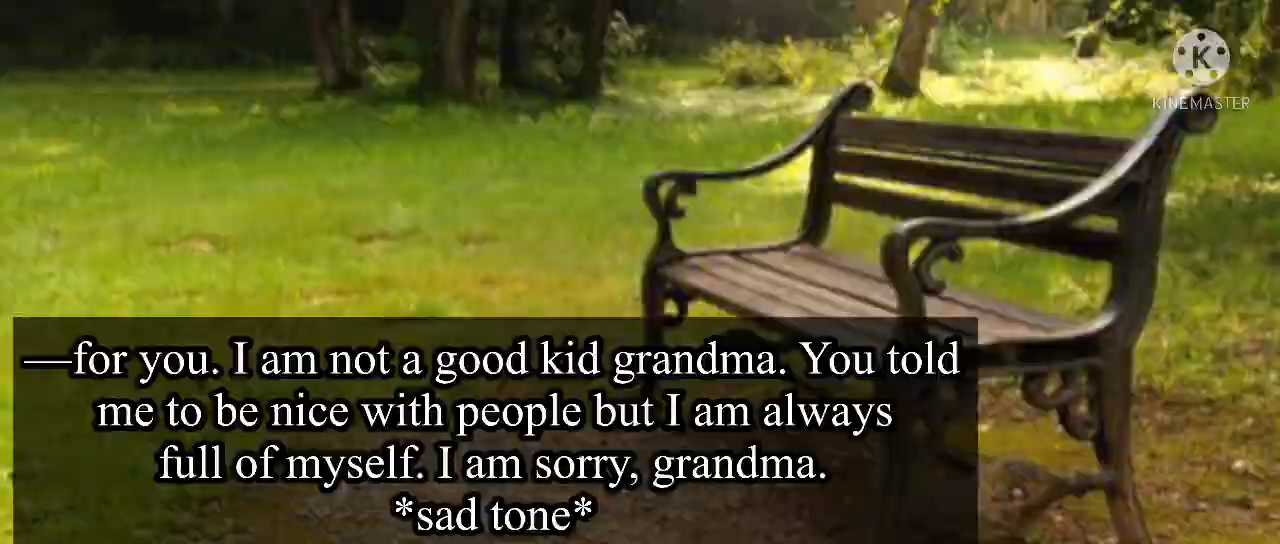 K
KINEMASTER
—for you. I am not a good kid grandma. You told
me to be nice with people but I am always
full of myself. I am sorry, grandma.
*sad tone*